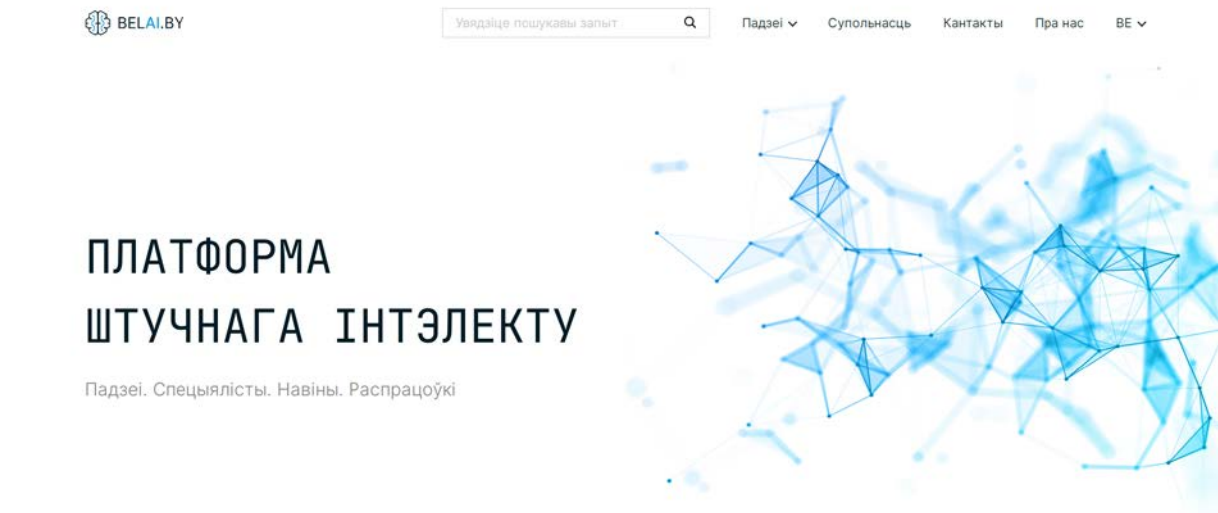 BELAI.BY
Увядзіце пошукавы запыт
Падзеі
Супольнасць
Кантакты
Пра нас
BE
ПЛАТФОРМА
ШТУЧНАГА ІНТЭЛЕКТУ
Падзеі. Спецыялісты. Навіны. Распрацоўкі